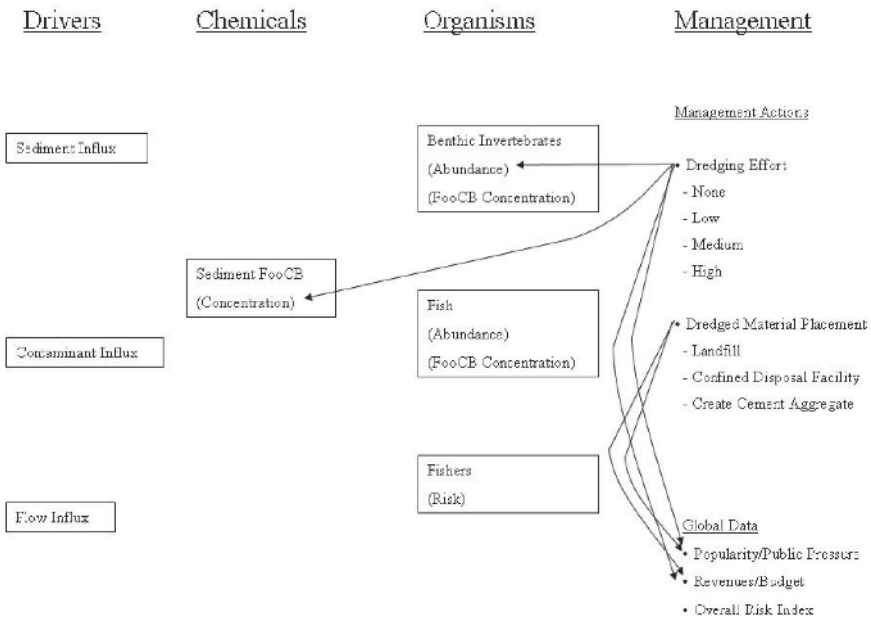 Drivers
Chemicals
Organisms
Management
Sediment Influx
Contaminant Influx
Flow Influx
Sediment FooCB
(Concentration)
Benthic Invertebrates
(Abundance)
(FooCB Concentration)
Fish
(Abundance)
(FooCB Concentration)
Fishers
(Risk)
Management Actions
• Dredging Effort
- None
- Low
- Medium
- High
• Dredged Material Placement
- Landfill
- Confined Disposal Facility
- Create Cement Aggregate
Global Data
• Popularity/Public Pressure
• Revenues/Budget
• Overall Risk Index